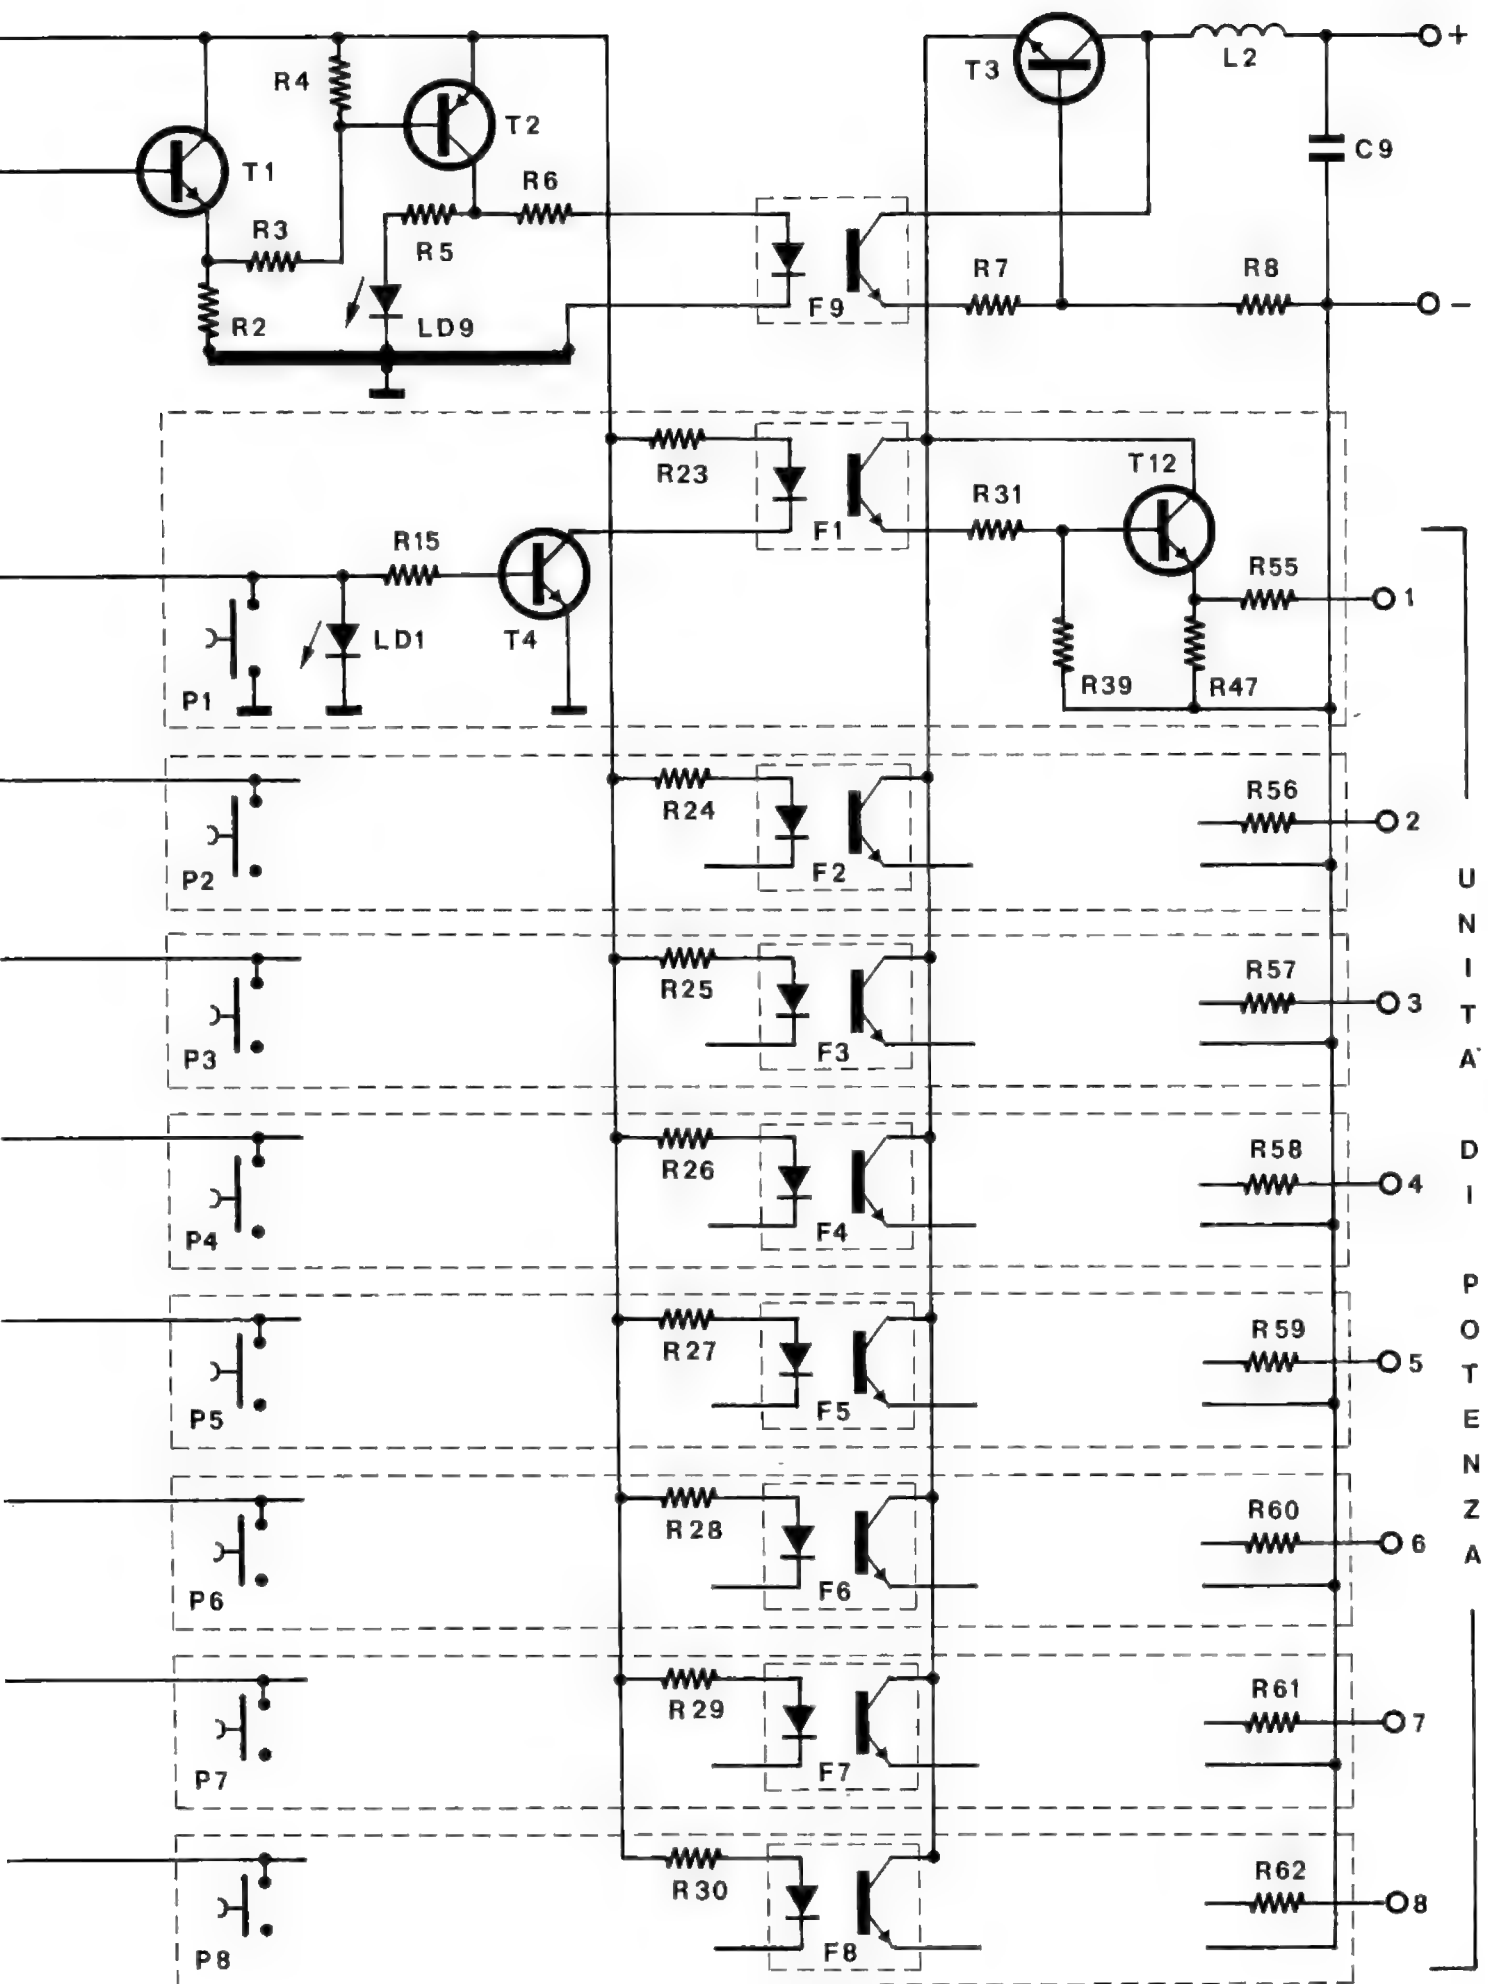 R4
T2
T1
R3
R6
R5
R2
LD9
T3
L2
+
C9
F9
R7
R8
−
R23
F1
R31
T12
R15
LD1
T4
P1
R55
1
R39
R47
R24
F2
R56
2
P2
R25
F3
R57
3
P3
R26
F4
R58
4
P4
R27
F5
R59
5
P5
R28
F6
R60
6
P6
R29
F7
R61
7
P7
R30
F8
R62
8
P8
UNITA` DI POTENZA